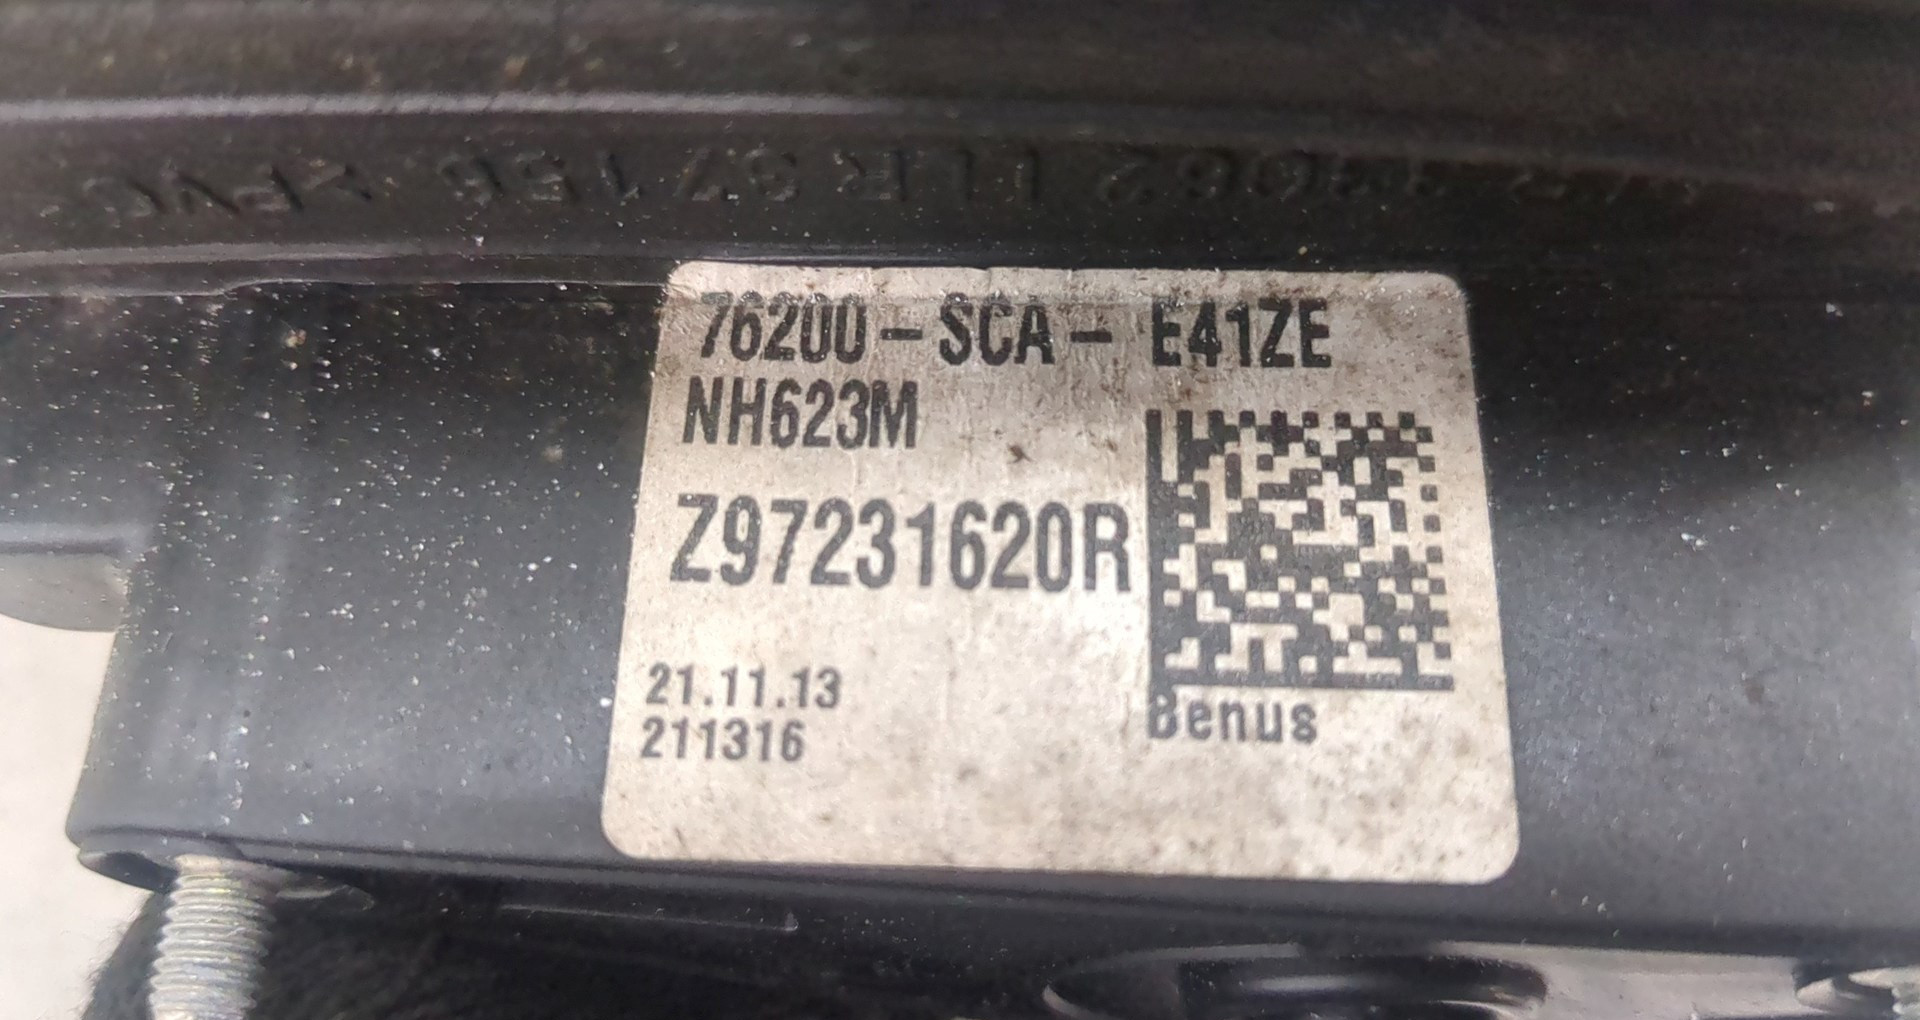 76200-SCA- E41ZE
NH623M
Z97231620R
21.11.13
211316
Benus